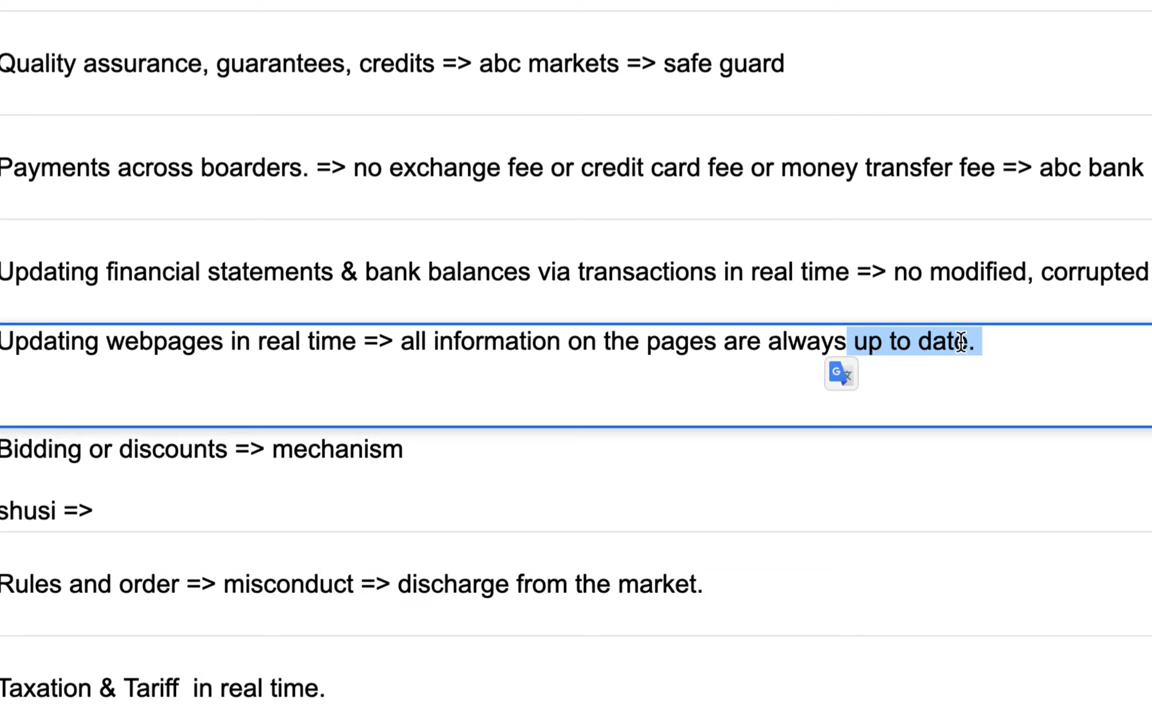 Quality assurance, guarantees, credits => abc markets => safe guard
Payments across boarders. => no exchange fee or credit card fee or money transfer fee => abc bank
Updating financial statements & bank balances via transactions in real time => no modified, corrupted
Updating webpages in real time => all information on the pages are always up to date.
Bidding or discounts => mechanism
shusi =>
Rules and order => misconduct => discharge from the market.
Taxation & Tariff  in real time.